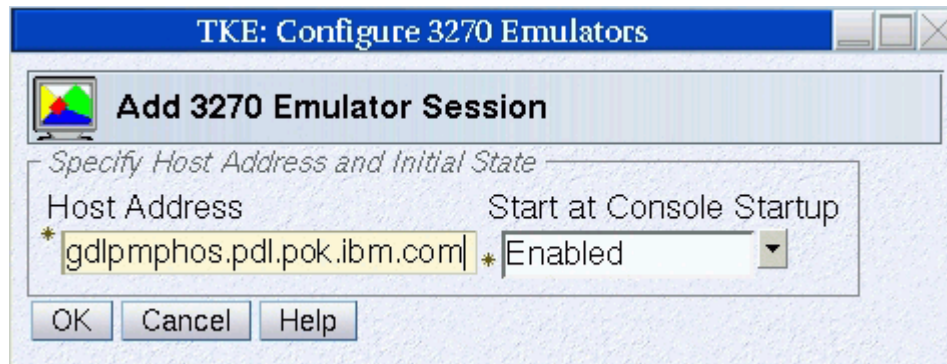 TKE: Configure 3270 Emulators
Add 3270 Emulator Session
Specify Host Address and Initial State
Host Address Start at Console Startup
* gdlpmphos.pdl.pok.ibm.com * Enabled
OK Cancel Help